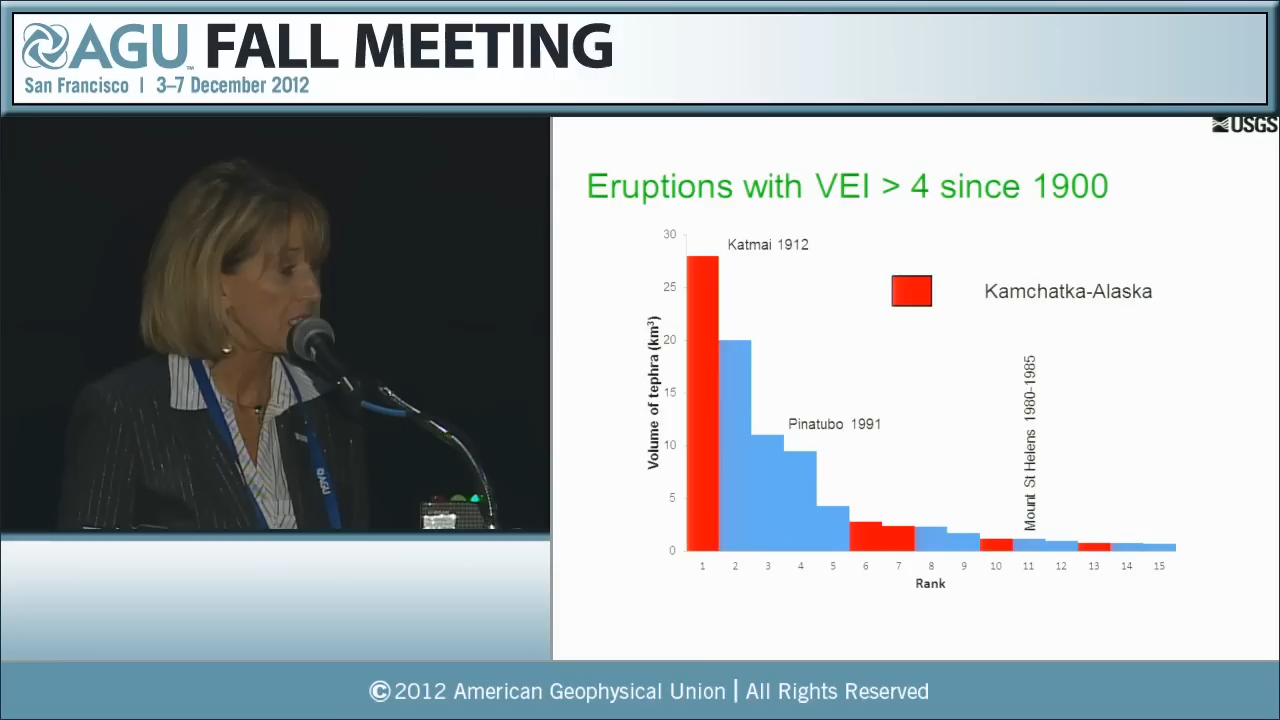 AGU FALL MEETING
San Francisco | 3–7 December 2012
USGS
Eruptions with VEI > 4 since 1900
30
25
20
15
10
5
0
Volume of tephra (km³)
Katmai 1912
Kamchatka-Alaska
Pinatubo 1991
Mount St Helens 1980-1985
1 2 3 4 5 6 7 8 9 10 11 12 13 14 15
Rank
AGU
© 2012 American Geophysical Union | All Rights Reserved